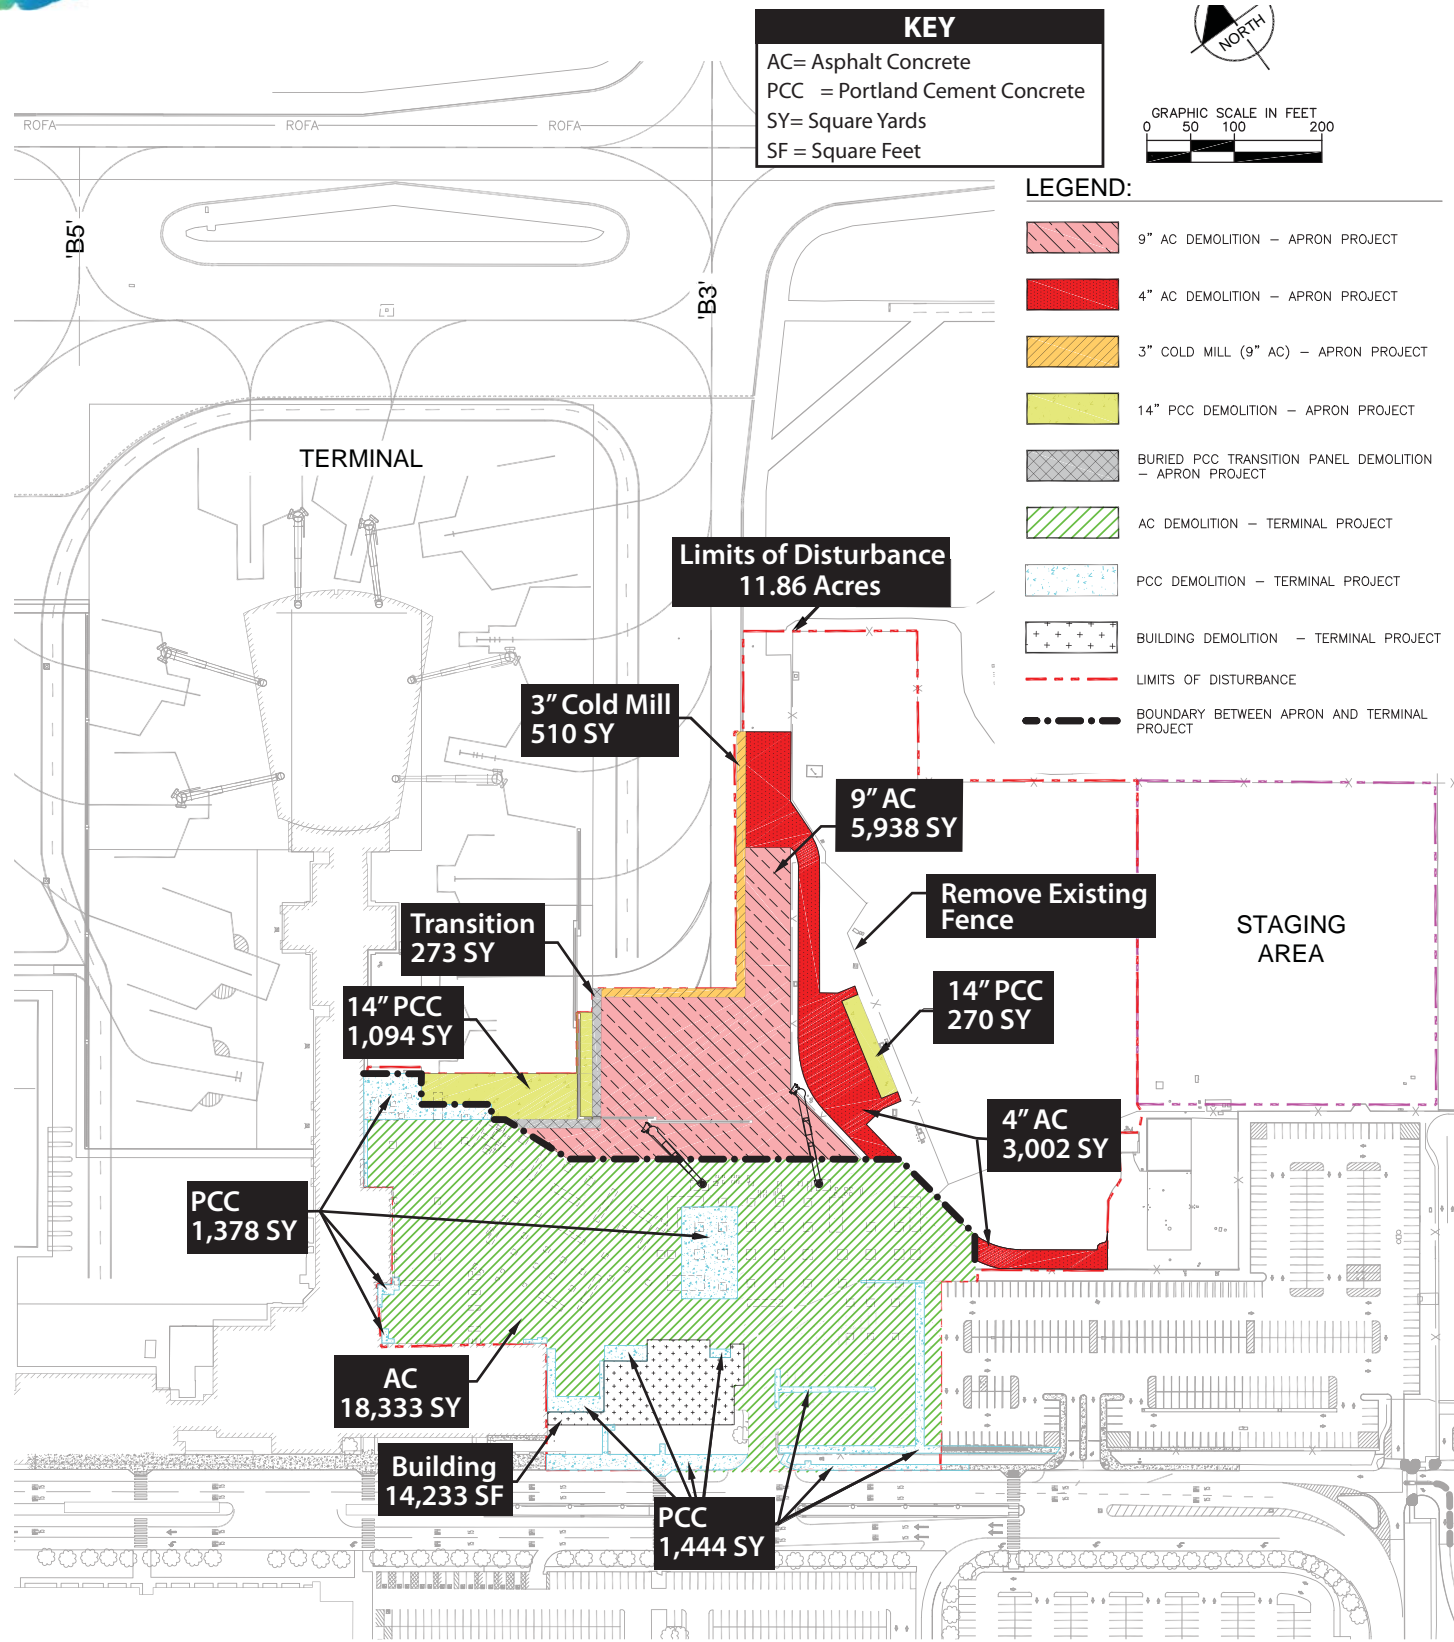 KEY
AC= Asphalt Concrete
PCC = Portland Cement Concrete
SY= Square Yards
SF = Square Feet
NORTH
GRAPHIC SCALE IN FEET
0 50 100 200
ROFA ROFA ROFA
LEGEND:
9" AC DEMOLITION – APRON PROJECT
4" AC DEMOLITION – APRON PROJECT
3" COLD MILL (9" AC) – APRON PROJECT
14" PCC DEMOLITION – APRON PROJECT
BURIED PCC TRANSITION PANEL DEMOLITION
– APRON PROJECT
AC DEMOLITION – TERMINAL PROJECT
PCC DEMOLITION – TERMINAL PROJECT
BUILDING DEMOLITION – TERMINAL PROJECT
LIMITS OF DISTURBANCE
BOUNDARY BETWEEN APRON AND TERMINAL
PROJECT
'B5'
'B3'
TERMINAL
Limits of Disturbance
11.86 Acres
3" Cold Mill
510 SY
9" AC
5,938 SY
Remove Existing
Fence
STAGING
AREA
Transition
273 SY
14" PCC
1,094 SY
14" PCC
270 SY
4" AC
3,002 SY
PCC
1,378 SY
AC
18,333 SY
Building
14,233 SF
PCC
1,444 SY